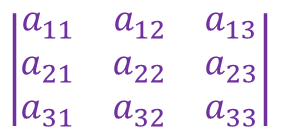 |a₁₁ a₁₂ a₁₃|
|a₂₁ a₂₂ a₂₃|
|a₃₁ a₃₂ a₃₃|